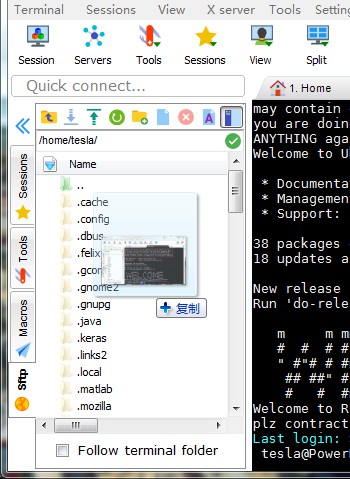 Terminal Sessions View X server Tools Setting
Session Servers Tools Sessions View Split
Quick connect...
1. Home
/home/tesla/
Name
..
.cache
.config
.dbus
.felix
.gconf
.gnome2
.gnupg
.java
.keras
.links2
.local
.matlab
.mozilla
复制
Follow terminal folder
Sessions
Tools
Macros
Sftp
may contain
you are doin
ANYTHING aga
Welcome to U
* Documenta
* Managemen
* Support:
38 packages
18 updates a
New release
Run 'do-rele
m m m
# # # #
" #"# # #
## ##" #
# # #
Welcome to R
plz contract
Last login:
tesla@Power